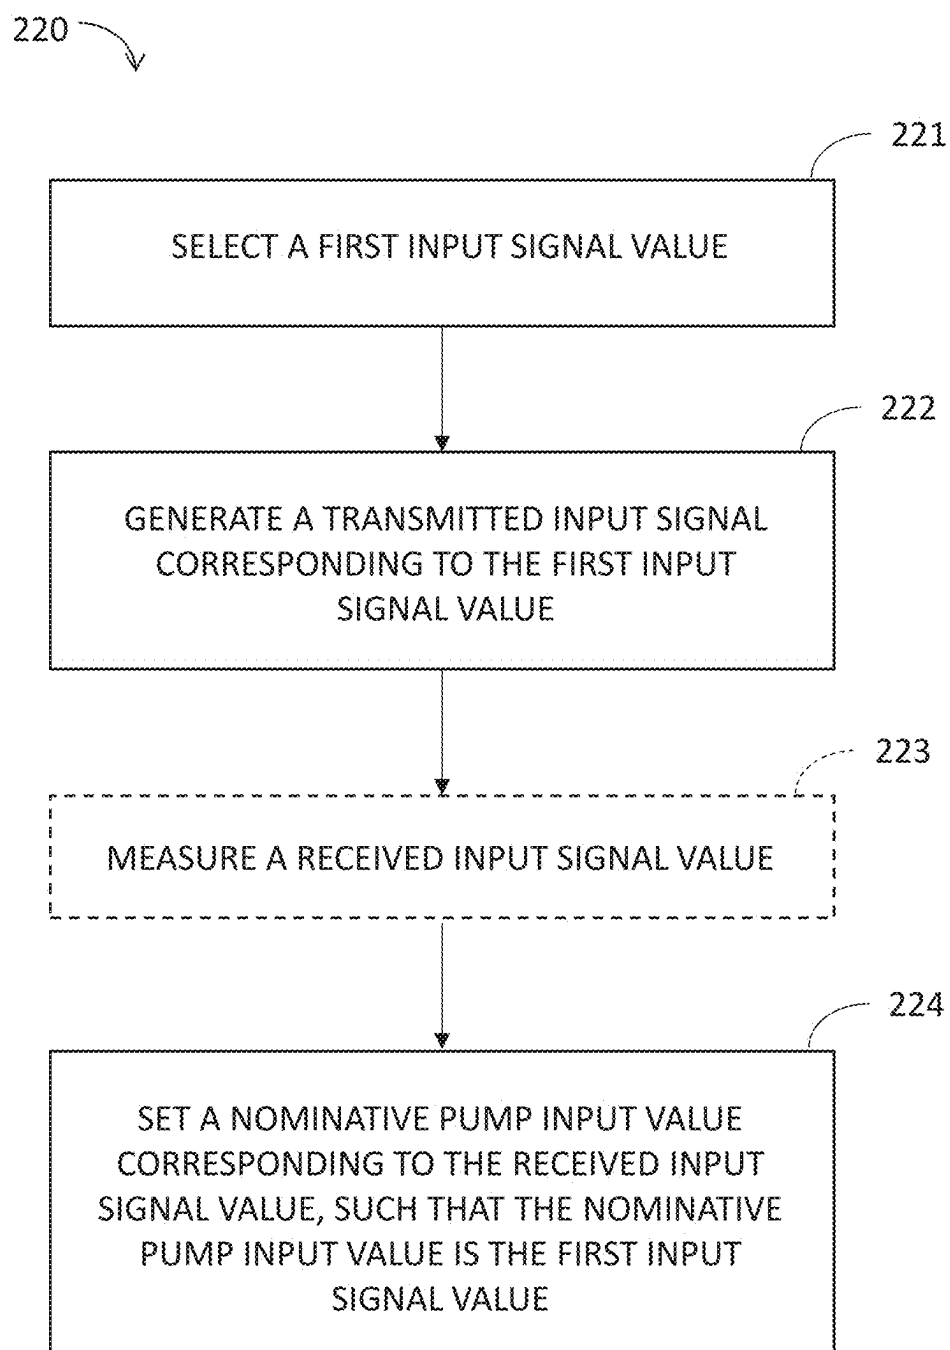 220
221
SELECT A FIRST INPUT SIGNAL VALUE
222
GENERATE A TRANSMITTED INPUT SIGNAL
CORRESPONDING TO THE FIRST INPUT
SIGNAL VALUE
223
MEASURE A RECEIVED INPUT SIGNAL VALUE
224
SET A NOMINATIVE PUMP INPUT VALUE
CORRESPONDING TO THE RECEIVED INPUT
SIGNAL VALUE, SUCH THAT THE NOMINATIVE
PUMP INPUT VALUE IS THE FIRST INPUT
SIGNAL VALUE